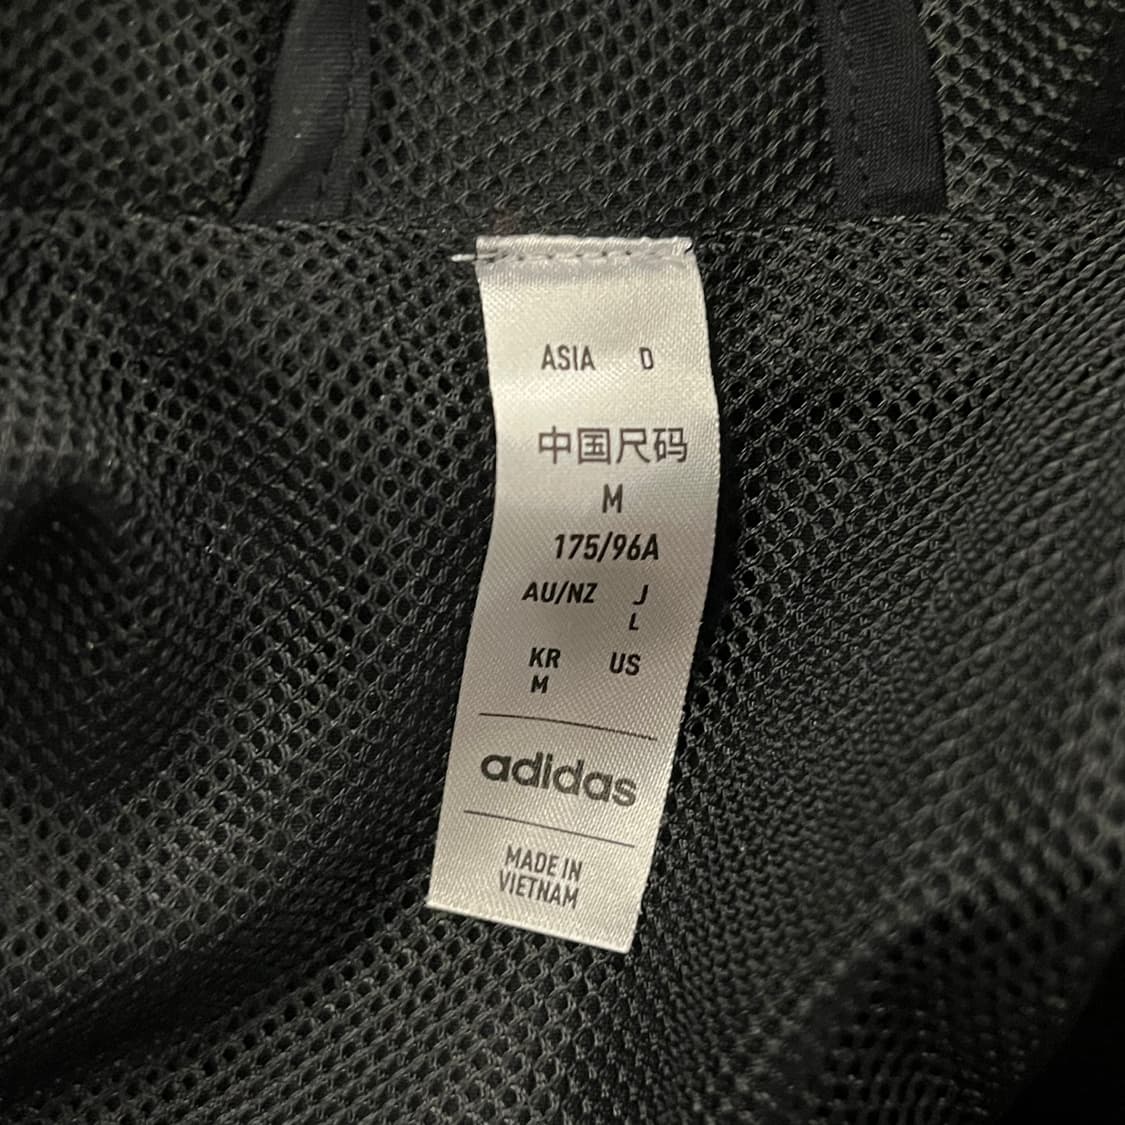 ASIA D
中国尺码
M
175/96A
AU/NZ J
L
KR US
M
adidas
MADE IN
VIETNAM